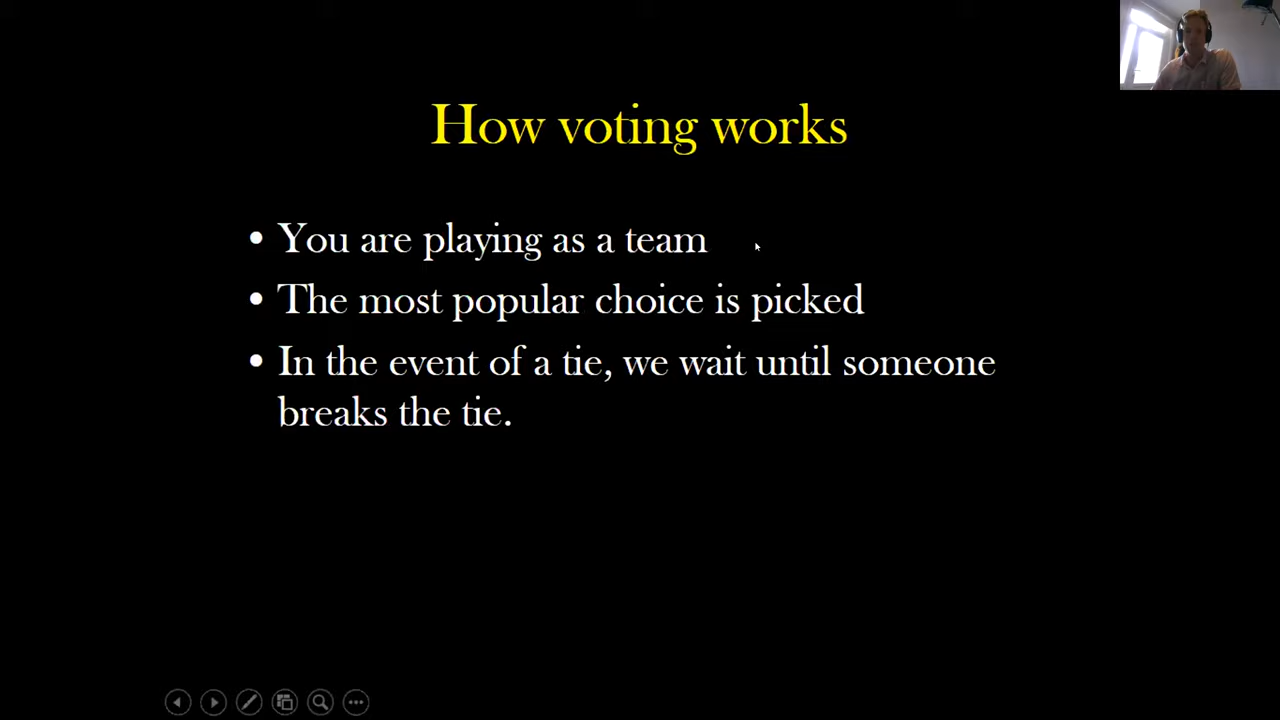 How voting works
• You are playing as a team
• The most popular choice is picked
• In the event of a tie, we wait until someone
breaks the tie.